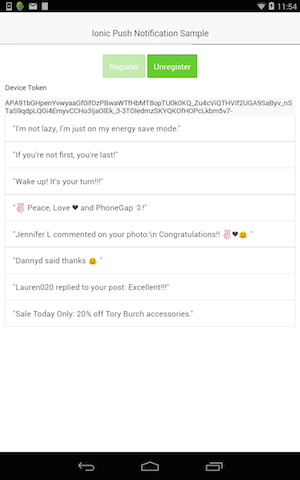 11:54
Ionic Push Notification Sample
Register Unregister
Device Token
"I'm not lazy, I'm just on my energy save mode."
"If you're not first, you're last!"
"Wake up! It's your turn!!!"
"✌ Peace, Love ❤ and PhoneGap :)!"
"Jennifer L commented on your photo:\n Congratulations!! ✌❤😊 "
"Dannyd said thanks 😊 "
"Lauren020 replied to your post: Excellent!!!"
"Sale Today Only: 20% off Tory Burch accessories."